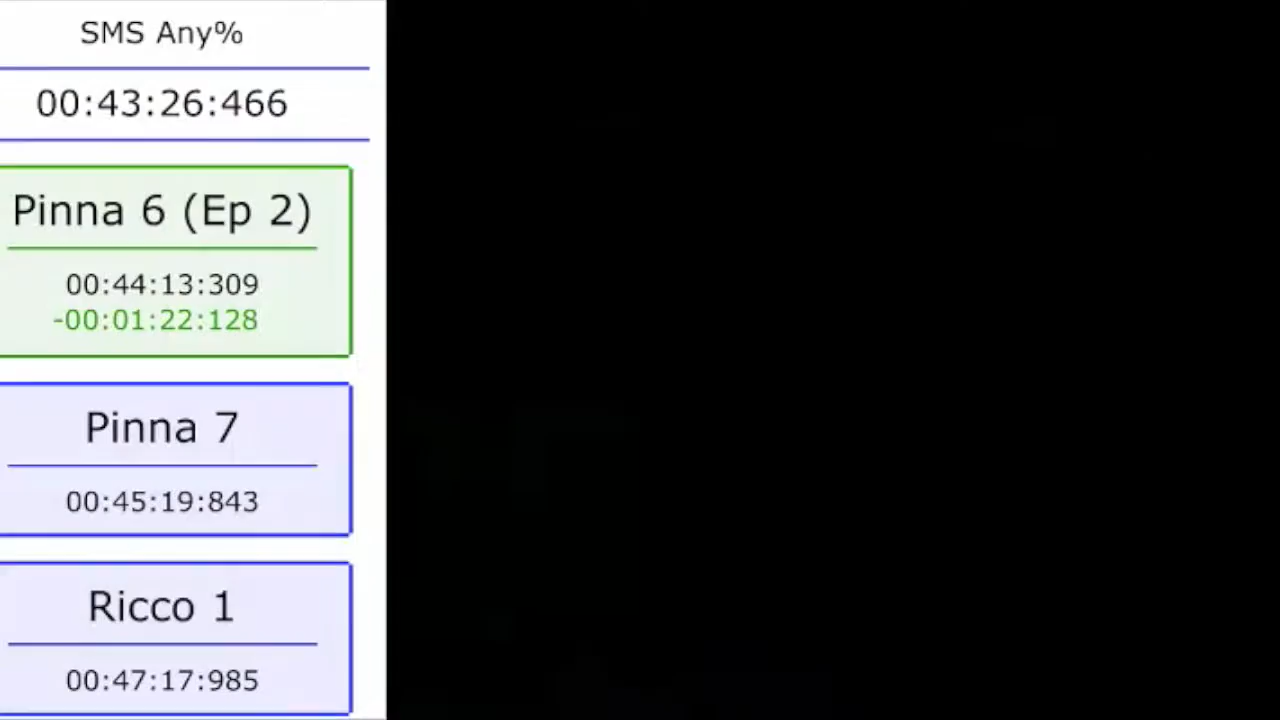 SMS Any%
00:43:26:466
Pinna 6 (Ep 2)
00:44:13:309
-00:01:22:128
Pinna 7
00:45:19:843
Ricco 1
00:47:17:985